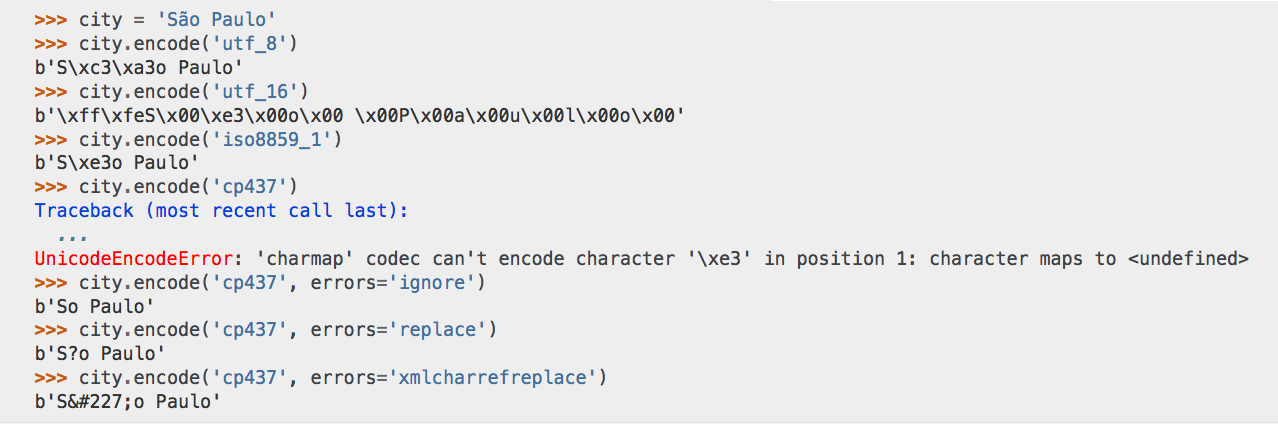 >>> city = 'São Paulo'
>>> city.encode('utf_8')
b'S\xc3\xa3o Paulo'
>>> city.encode('utf_16')
b'\xff\xfeS\x00\xe3\x00o\x00 \x00P\x00a\x00u\x00l\x00o\x00'
>>> city.encode('iso8859_1')
b'S\xe3o Paulo'
>>> city.encode('cp437')
Traceback (most recent call last):
  ...
UnicodeEncodeError: 'charmap' codec can't encode character '\xe3' in position 1: character maps to <undefined>
>>> city.encode('cp437', errors='ignore')
b'So Paulo'
>>> city.encode('cp437', errors='replace')
b'S?o Paulo'
>>> city.encode('cp437', errors='xmlcharrefreplace')
b'S&#227;o Paulo'